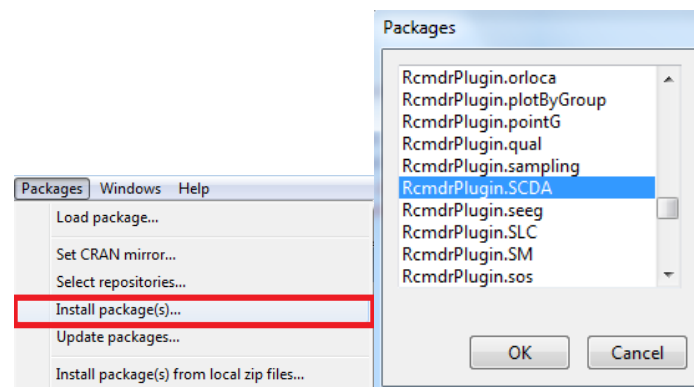 Packages Windows Help
Load package...
Set CRAN mirror...
Select repositories...
Install package(s)...
Update packages...
Install package(s) from local zip files...
Packages
RcmdrPlugin.orloca
RcmdrPlugin.plotByGroup
RcmdrPlugin.pointG
RcmdrPlugin.qual
RcmdrPlugin.sampling
RcmdrPlugin.SCDA
RcmdrPlugin.seeg
RcmdrPlugin.SLC
RcmdrPlugin.SM
RcmdrPlugin.sos
OK Cancel